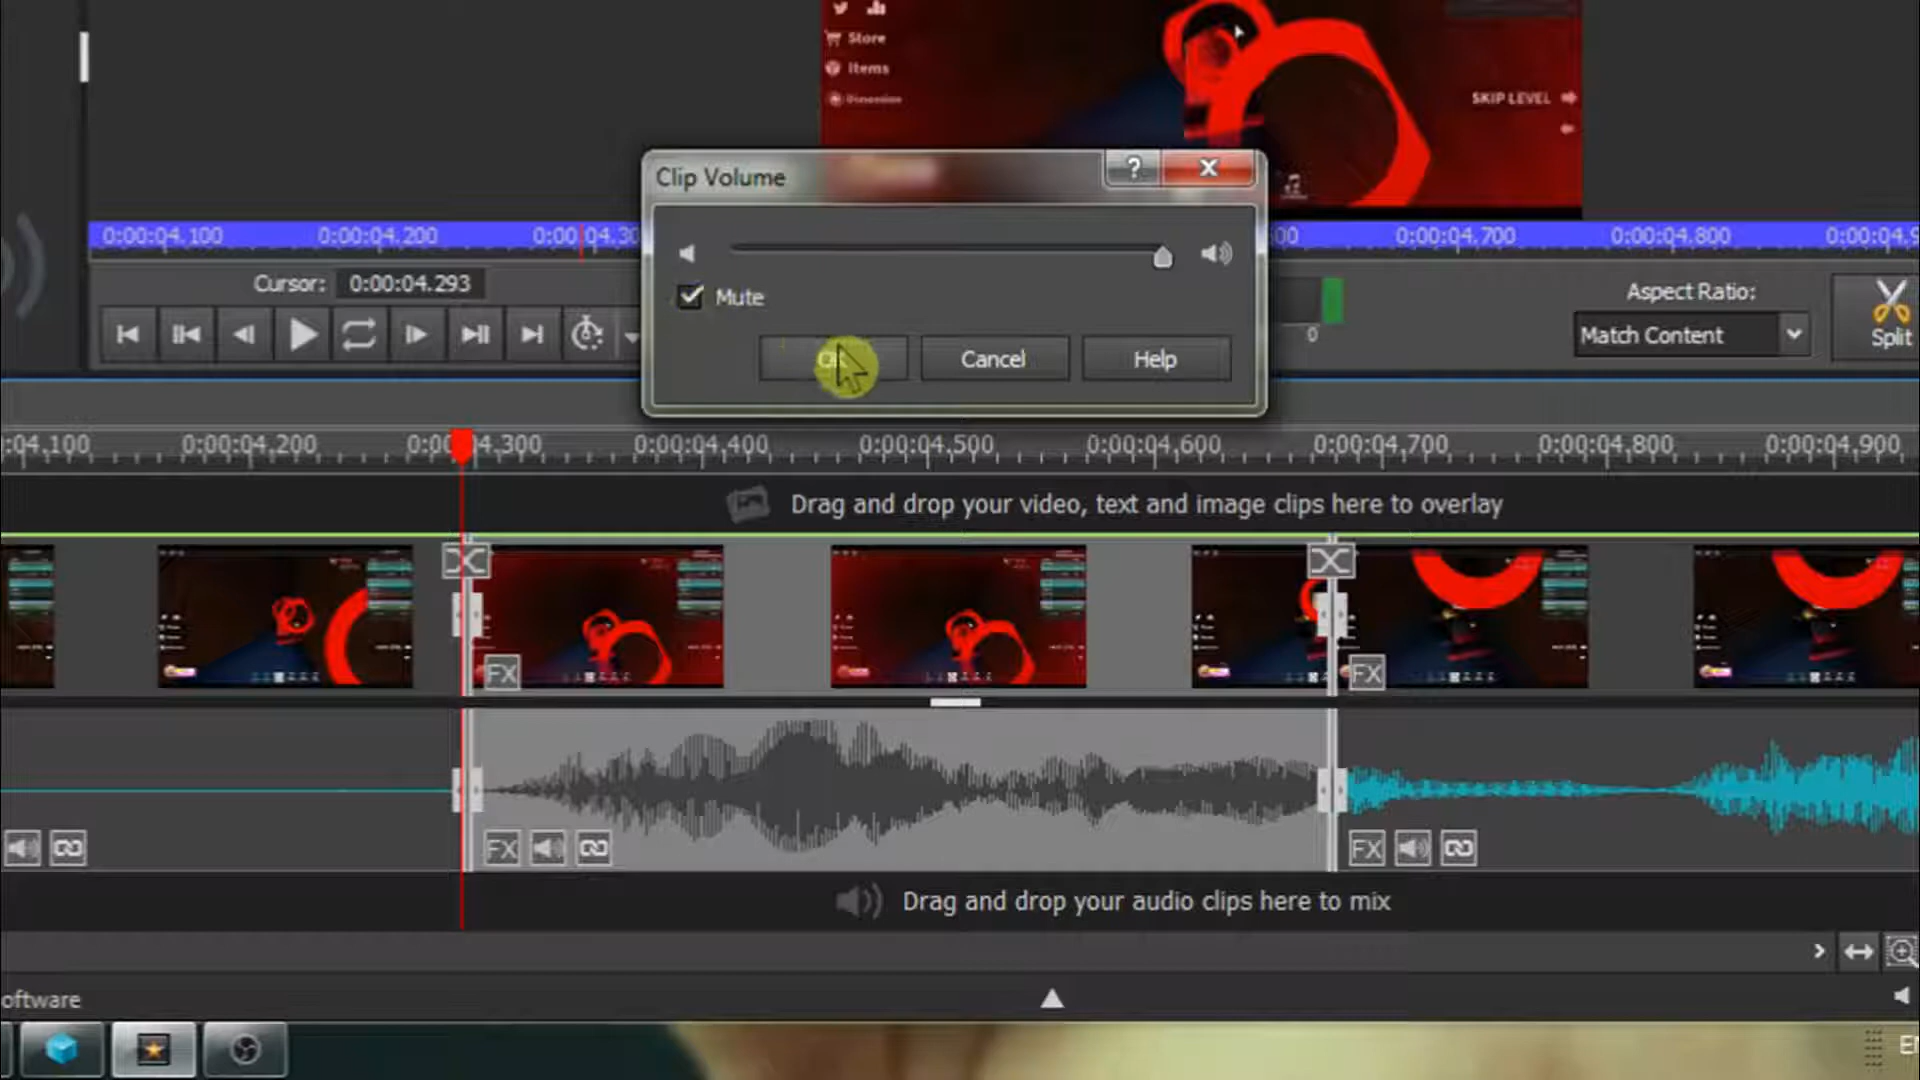 Store
Items
Dimension
SKIP LEVEL
Clip Volume
?
X
0:00:04.100
0:00:04.200
0:00:04.30
00
0:00:04.700
0:00:04.800
0:00:04.9
Mute
Cursor:
0:00:04.293
OK
Cancel
Help
0
Aspect Ratio:
Match Content
Split
:04.100
0:00:04.200
0:00:04.300
0:00:04.400
0:00:04.500
0:00:04.600
0:00:04.700
0:00:04.800
0:00:04.900
Drag and drop your video, text and image clips here to overlay
FX
FX
FX
FX
Drag and drop your audio clips here to mix
oftware